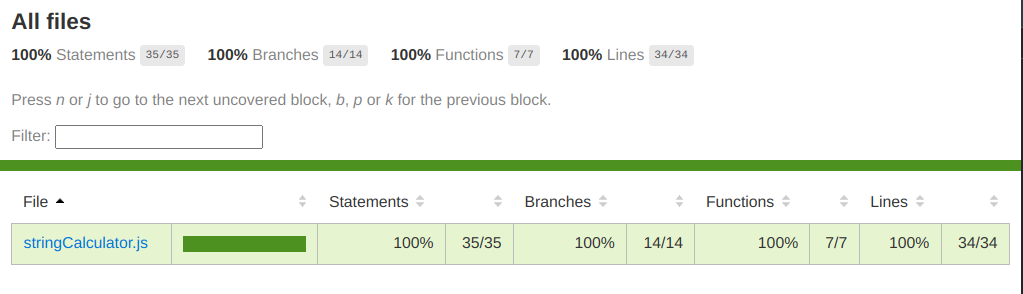 All files
100% Statements 35/35 100% Branches 14/14 100% Functions 7/7 100% Lines 34/34
Press n or j to go to the next uncovered block, b, p or k for the previous block.
Filter:
File Statements Branches Functions Lines
stringCalculator.js 100% 35/35 100% 14/14 100% 7/7 100% 34/34